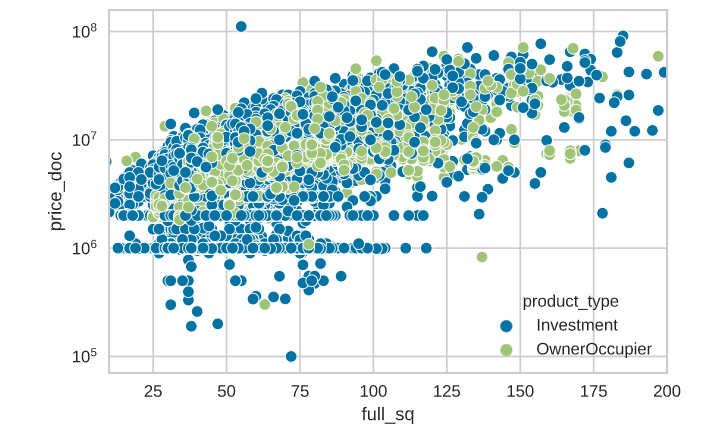 10⁸
10⁷
10⁶
10⁵
price_doc
product_type
Investment
OwnerOccupier
25 50 75 100 125 150 175 200
full_sq